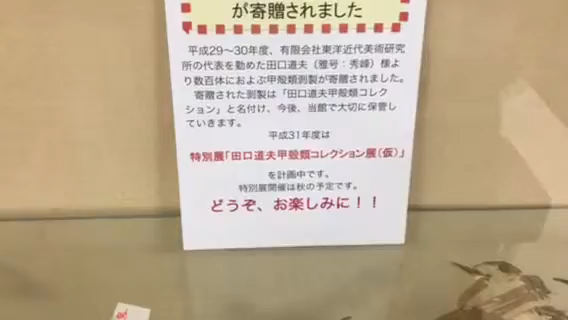 が寄贈されました
平成29～30年度、有限会社東洋近代美術研究
所の代表を勤めた田口道夫（雅号：秀峰）様よ
り数百体におよぶ甲殻類剥製が寄贈されました。
寄贈された剥製は「田口道夫甲殻類コレク
ション」と名付け、今後、当館で大切に保管し
ていきます。
平成31年度は
特別展「田口道夫甲殻類コレクション展（仮）」
を計画中です。
特別展開催は秋の予定です。
どうぞ、お楽しみに！！